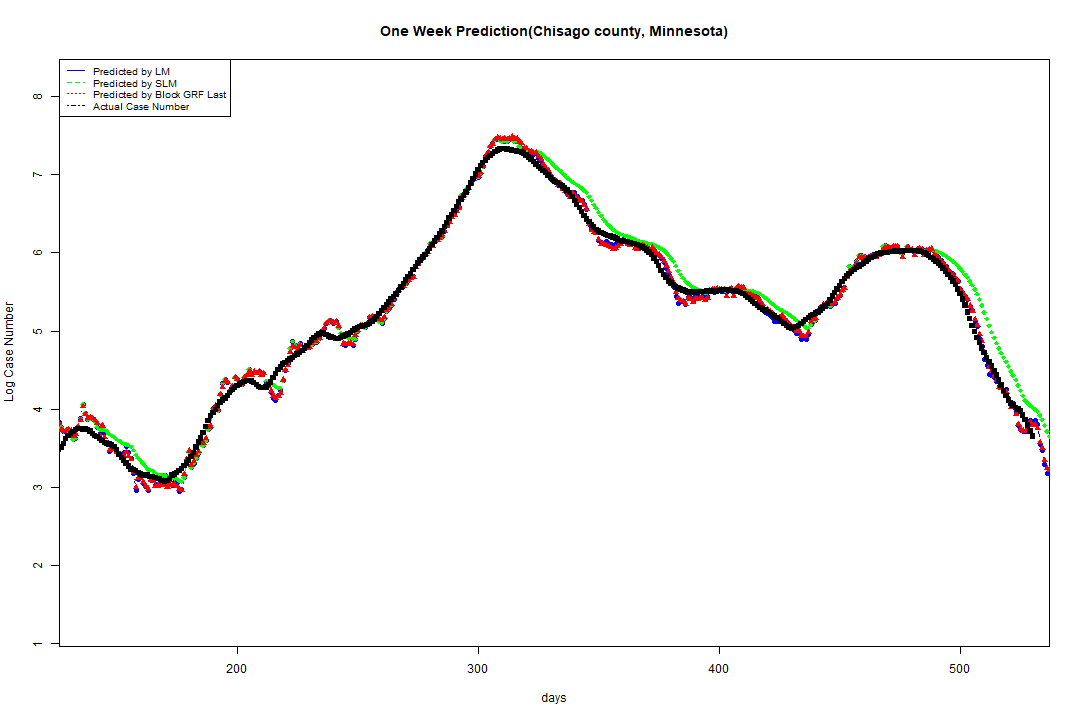 One Week Prediction(Chisago county, Minnesota)
Predicted by LM
Predicted by SLM
Predicted by Block GRF Last
Actual Case Number
8
7
6
5
4
3
2
1
Log Case Number
200 300 400 500
days